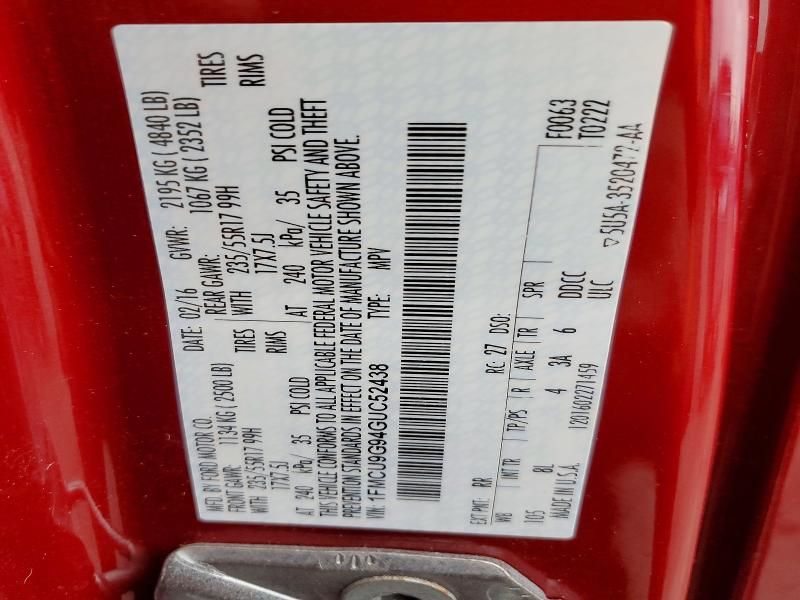 MFD. BY FORD MOTOR CO.
DATE: 02/16 GVWR: 2195 KG ( 4840 LB)
FRONT GAWR: 1134 KG ( 2500 LB) REAR GAWR: 1067 KG ( 2352 LB)
WITH 235/55R17 99H TIRES WITH 235/55R17 99H TIRES
17X7.5J RIMS 17X7.5J RIMS
AT 240 kPa/ 35 PSI COLD AT 240 kPa/ 35 PSI COLD
THIS VEHICLE CONFORMS TO ALL APPLICABLE FEDERAL MOTOR VEHICLE SAFETY AND THEFT
PREVENTION STANDARDS IN EFFECT ON THE DATE OF MANUFACTURE SHOWN ABOVE.
VIN: 1FMCU9G94GUC52438 TYPE: MPV
F0063
T0222
EXT PNT: RR RC: 27 DSO:
WB INT TR TP/PS R AXLE TR SPR
105 8L 4 3A 6 DDCC
MADE IN U.S.A. 1201602271459 ULC
▽5U5A-3520472-AA